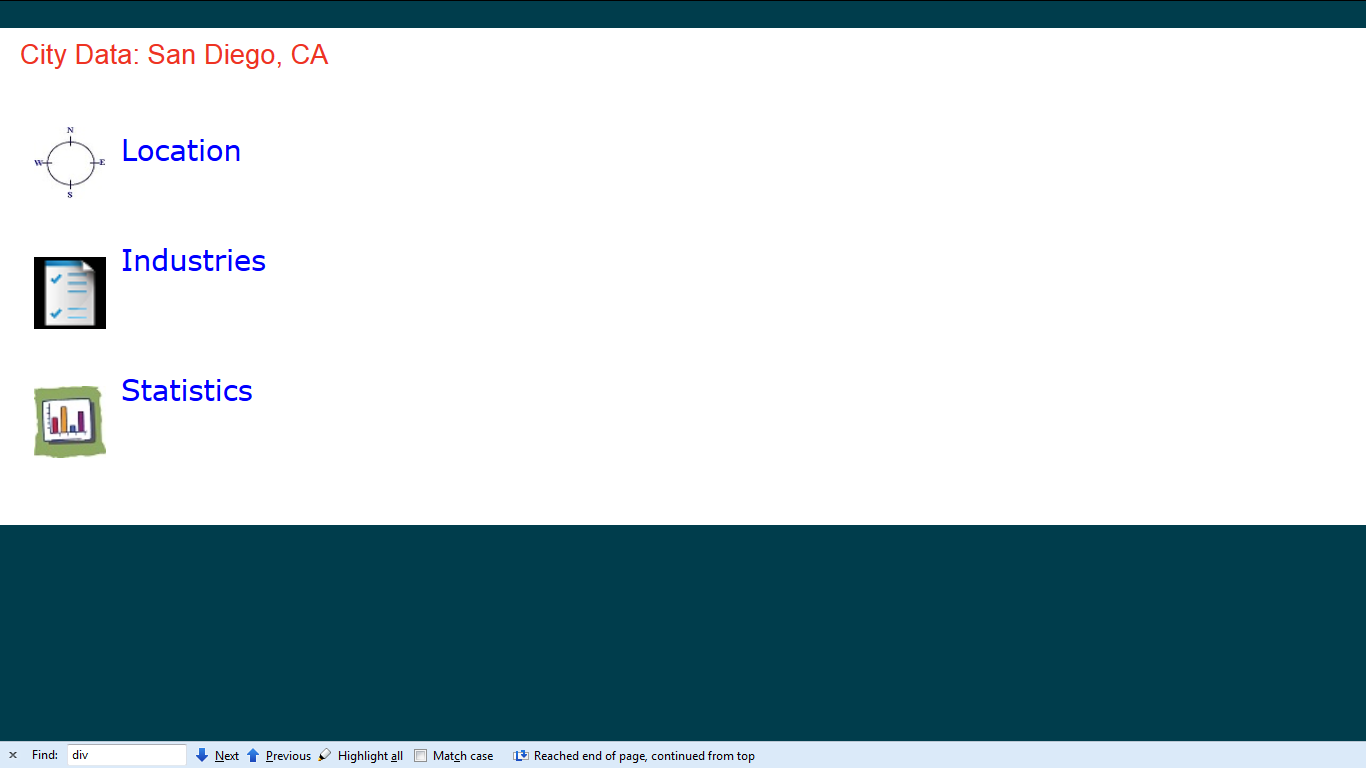 City Data: San Diego, CA
N
W E
S
Location
Industries
Statistics
× Find: div Next Previous Highlight all Match case Reached end of page, continued from top